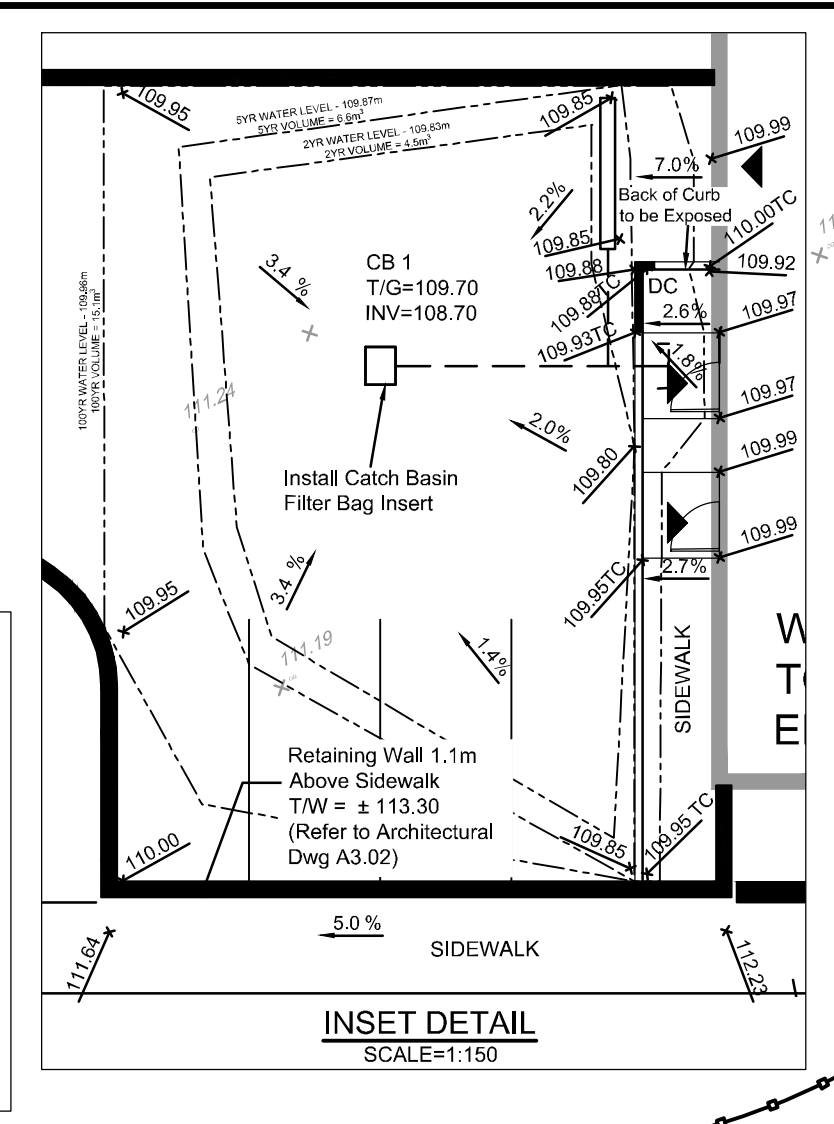 109.95
5YR WATER LEVEL - 109.87m
5YR VOLUME = 6.6m³
2YR WATER LEVEL - 109.83m
2YR VOLUME = 4.5m³
109.85
109.99
7.0%
Back of Curb
to be Exposed
2.2%
110.00TC
109.85
109.88
109.92
3.4 %
CB 1
T/G=109.70
INV=108.70
109.88TC
DC
2.6%
109.97
109.93TC
100YR WATER LEVEL - 109.96m
100YR VOLUME = 15.1m³
1.8%
111.24
109.97
2.0%
109.80
109.99
Install Catch Basin
Filter Bag Insert
109.99
3.4 %
2.7%
109.95TC
109.95
111.19
1.4%
SIDEWALK
W
T
E
Retaining Wall 1.1m
Above Sidewalk
T/W = ± 113.30
(Refer to Architectural
Dwg A3.02)
110.00
109.85
109.95 TC
5.0 %
SIDEWALK
111.64
112.23
INSET DETAIL
SCALE=1:150